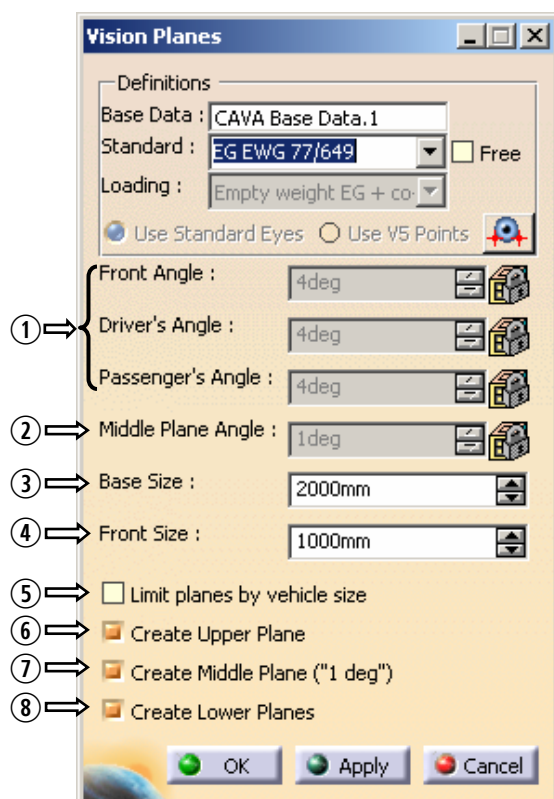 Vision Planes
Definitions
Base Data : CAVA Base Data.1
Standard : EG EWG 77/649 Free
Loading : Empty weight EG + co-
Use Standard Eyes Use V5 Points
Front Angle : 4deg
① Driver's Angle : 4deg
Passenger's Angle : 4deg
② Middle Plane Angle : 1deg
③ Base Size : 2000mm
④ Front Size : 1000mm
⑤ Limit planes by vehicle size
⑥ Create Upper Plane
⑦ Create Middle Plane ("1 deg")
⑧ Create Lower Planes
OK Apply Cancel